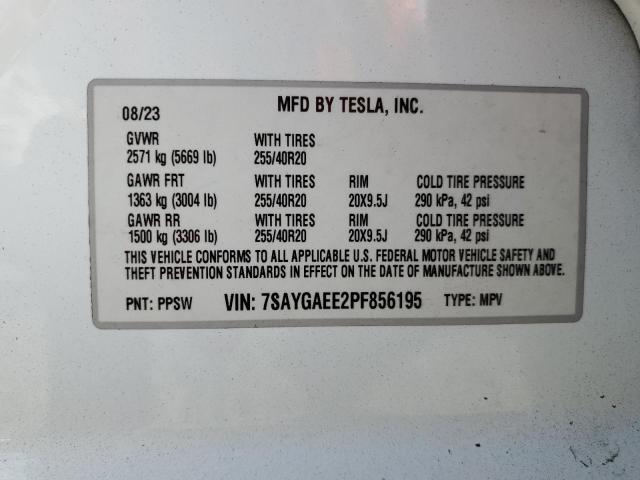 08/23 MFD BY TESLA, INC.
GVWR WITH TIRES
2571 kg (5669 lb) 255/40R20
GAWR FRT WITH TIRES RIM COLD TIRE PRESSURE
1363 kg (3004 lb) 255/40R20 20X9.5J 290 kPa, 42 psi
GAWR RR WITH TIRES RIM COLD TIRE PRESSURE
1500 kg (3306 lb) 255/40R20 20X9.5J 290 kPa, 42 psi
THIS VEHICLE CONFORMS TO ALL APPLICABLE U.S. FEDERAL MOTOR VEHICLE SAFETY AND
THEFT PREVENTION STANDARDS IN EFFECT ON THE DATE OF MANUFACTURE SHOWN ABOVE.
PNT: PPSW VIN: 7SAYGAEE2PF856195 TYPE: MPV